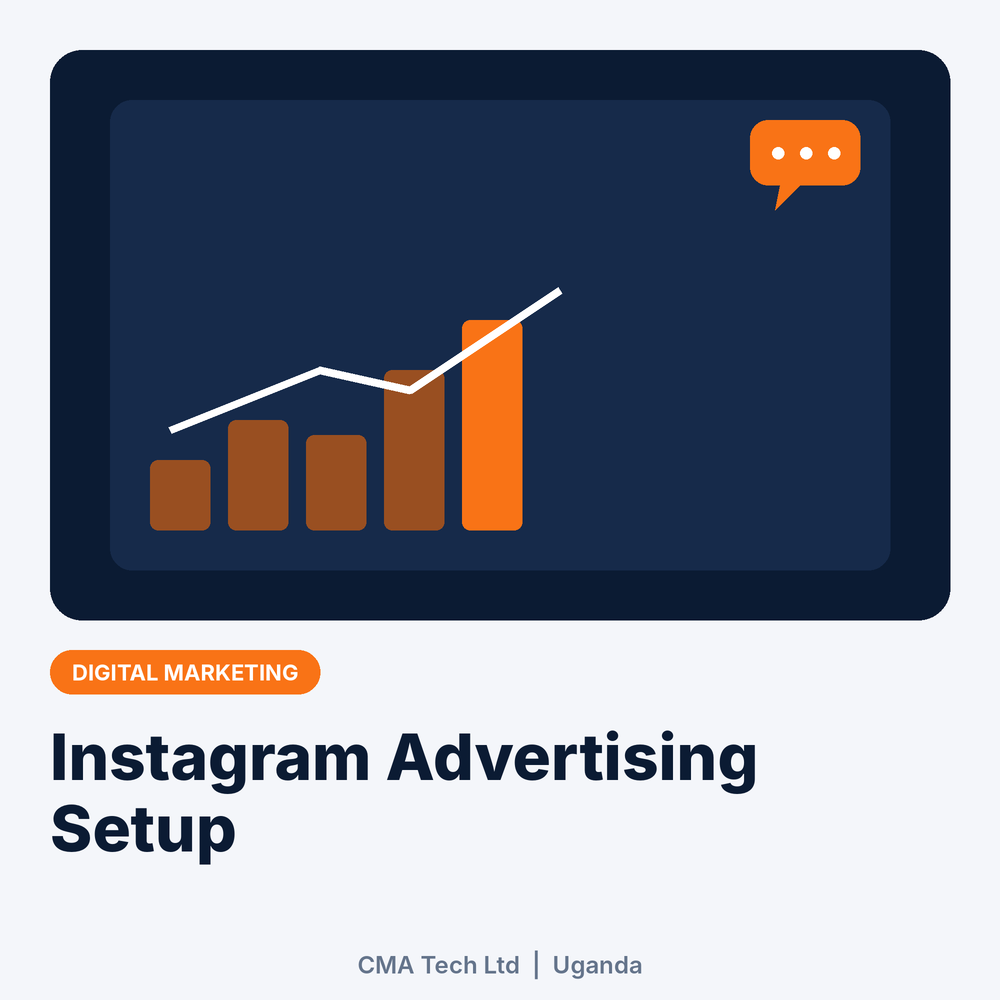 DIGITAL MARKETING
Instagram Advertising
Setup
CMA Tech Ltd | Uganda